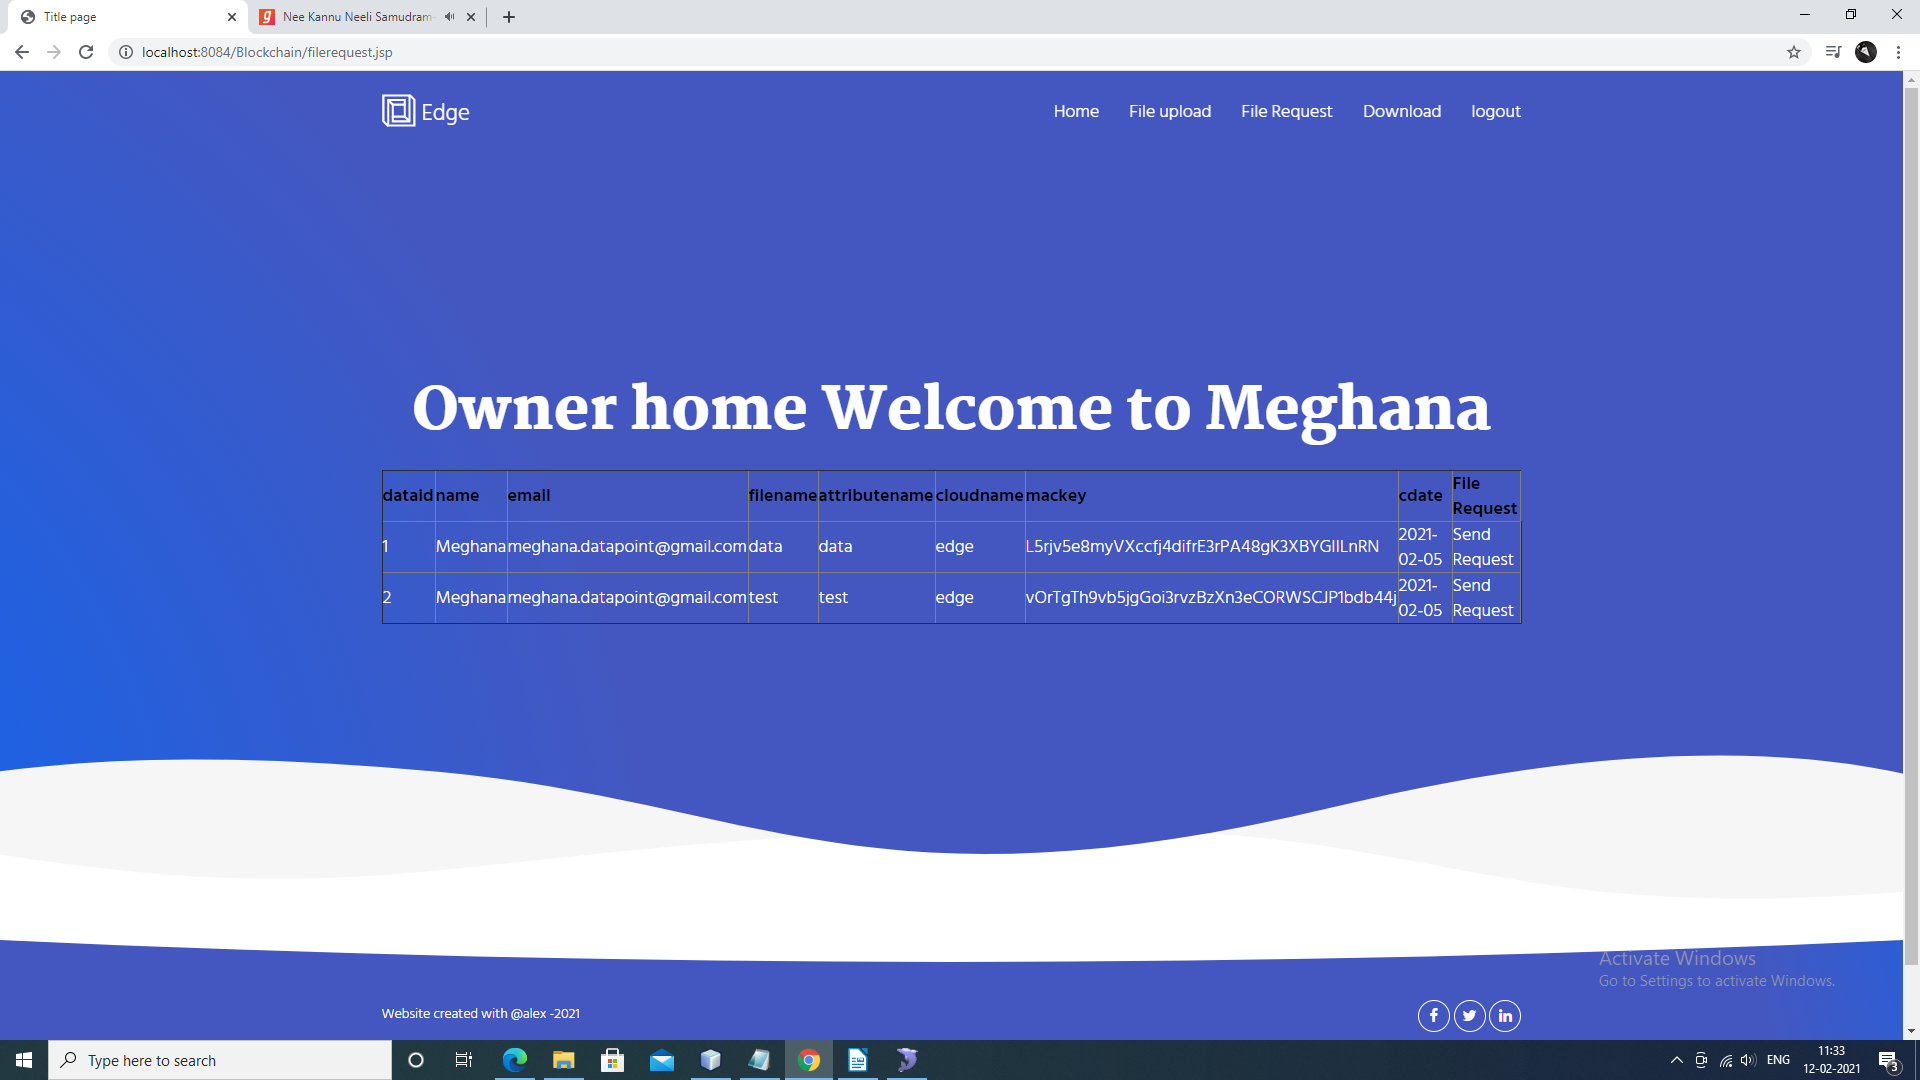 Title page
Nee Kannu Neeli Samudram
localhost:8084/Blockchain/filerequest.jsp
Edge
Home File upload File Request Download logout
Owner home Welcome to Meghana
dataId name email filename attributename cloudname mackey cdate File Request
1 Meghana meghana.datapoint@gmail.com data data edge 2021-02-05 Send Request
2 Meghana meghana.datapoint@gmail.com test test edge vOrTgTh9vb5jgGoi3rvzBzXn3eCORWSCJP1bdb44j 2021-02-05 Send Request
Activate Windows
Go to Settings to activate Windows.
Website created with @alex -2021
Type here to search
ENG
11:33
12-02-2021
3